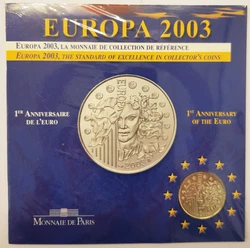 EUROPA 2003
EUROPA 2003, LA MONNAIE DE COLLECTION DE RÉFÉRENCE
EUROPA 2003, THE STANDARD OF EXCELLENCE IN COLLECTOR'S COINS
1ER ANNIVERSAIRE
DE L'EURO
1ST ANNIVERSARY
OF THE EURO
MONNAIE DE PARIS